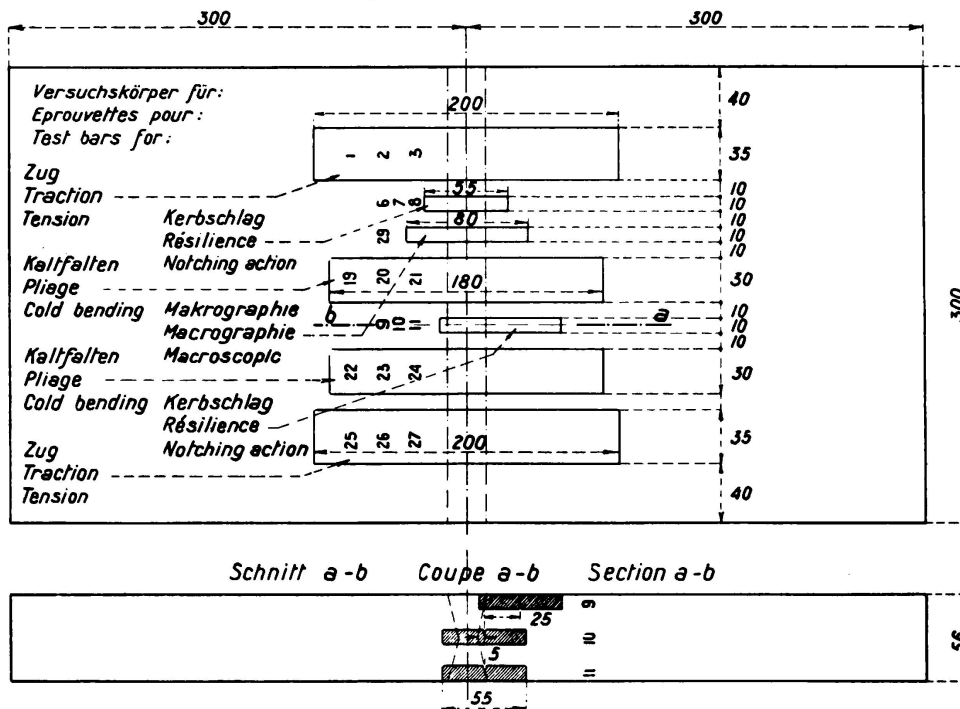 300
300
Versuchskörper für:
Eprouvettes pour:
Test bars for:
200
40
1 2 3
35
Zug
Traction
Tension
55
10
6 7 8
10
Kerbschlag
Résilience
Notching action
80
10
29
10
10
Kaltfalten
Pliage
Cold bending
19 20 21
180
30
300
Makrographie
Macrographie
Macroscopic
b
9 10 11
a
10
10
10
Kaltfalten
Pliage
Cold bending
22 23 24
30
Kerbschlag
Résilience
Notching action
25 26 27
200
35
Zug
Traction
Tension
40
Schnitt a-b Coupe a-b Section a-b
9
25
10
56
5
11
55